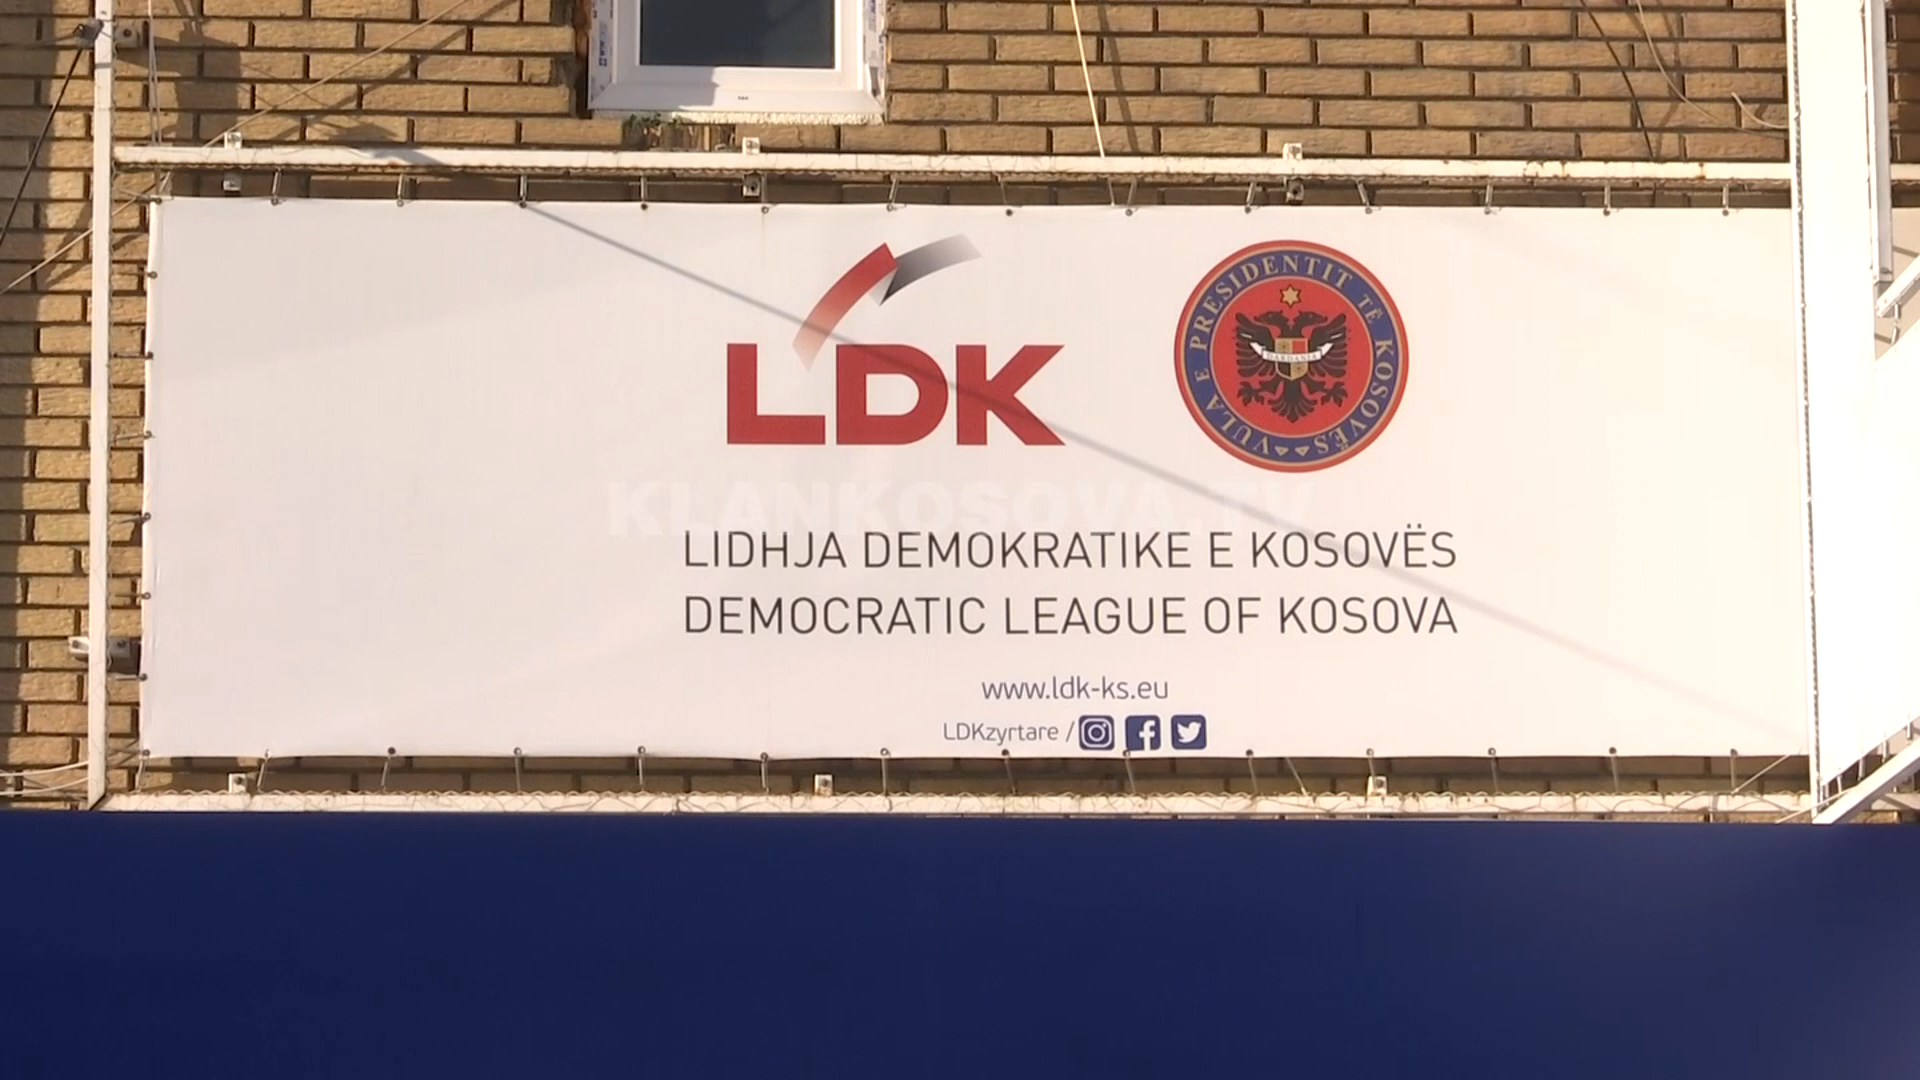 LDK
VULA E PRESIDENTIT TË KOSOVËS
DARDANIA
KLANKOSOVA.TV
LIDHJA DEMOKRATIKE E KOSOVËS
DEMOCRATIC LEAGUE OF KOSOVA
www.ldk-ks.eu
LDKzyrtare /